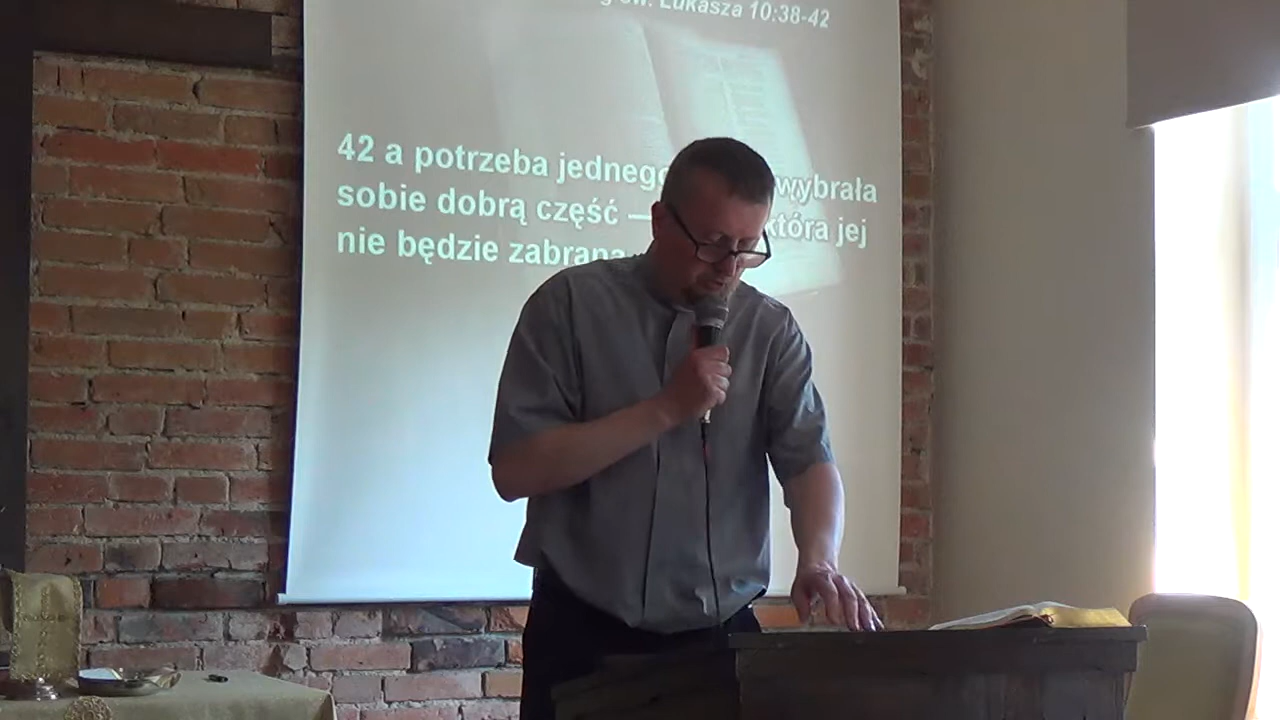 św. Łukasza 10:38-42
42 a potrzeba jednego wybrała
sobie dobrą część — która jej
nie będzie zabrana